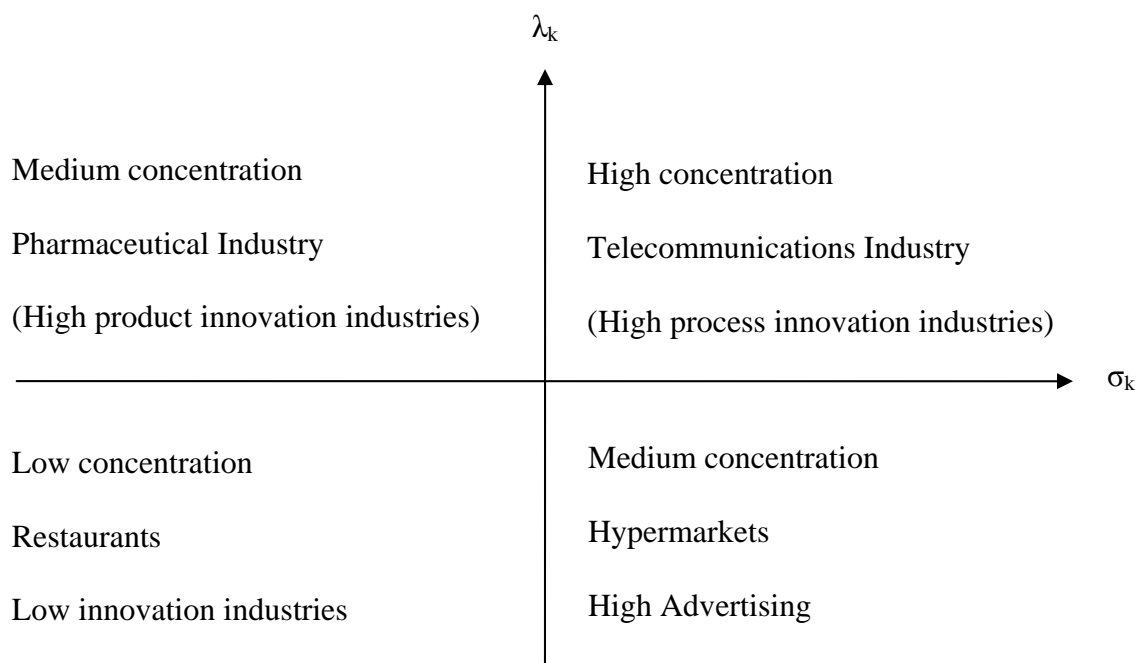 λk
Medium concentration
Pharmaceutical Industry
(High product innovation industries)
High concentration
Telecommunications Industry
(High process innovation industries)
σk
Low concentration
Restaurants
Low innovation industries
Medium concentration
Hypermarkets
High Advertising